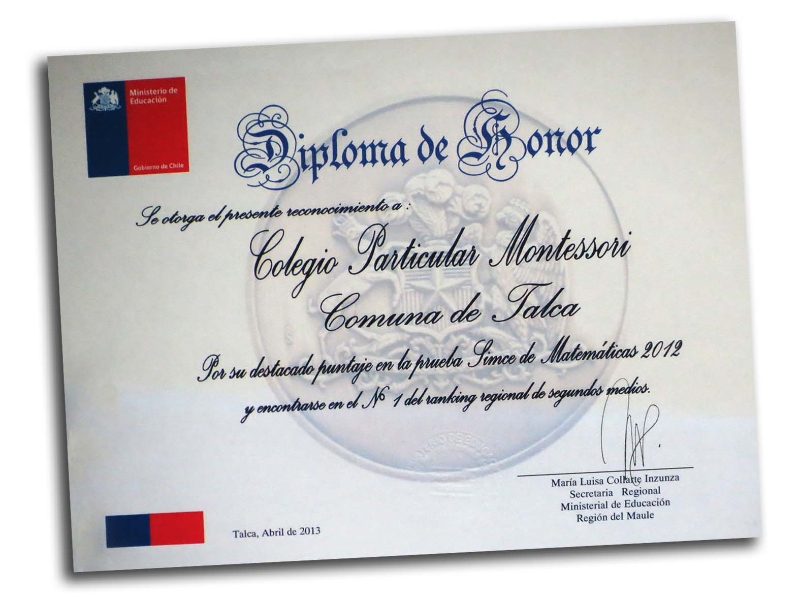 Ministerio de
Educación
Gobierno de Chile
Diploma de Honor
Se otorga el presente reconocimiento a :
Colegio Particular Montessori
Comuna de Talca
Por su destacado puntaje en la prueba Simce de Matemáticas 2012
y encontrarse en el Nº 1 del ranking regional de segundos medios.
María Luisa Collarte Inzunza
Secretaria Regional
Ministerial de Educación
Región del Maule
Talca, Abril de 2013